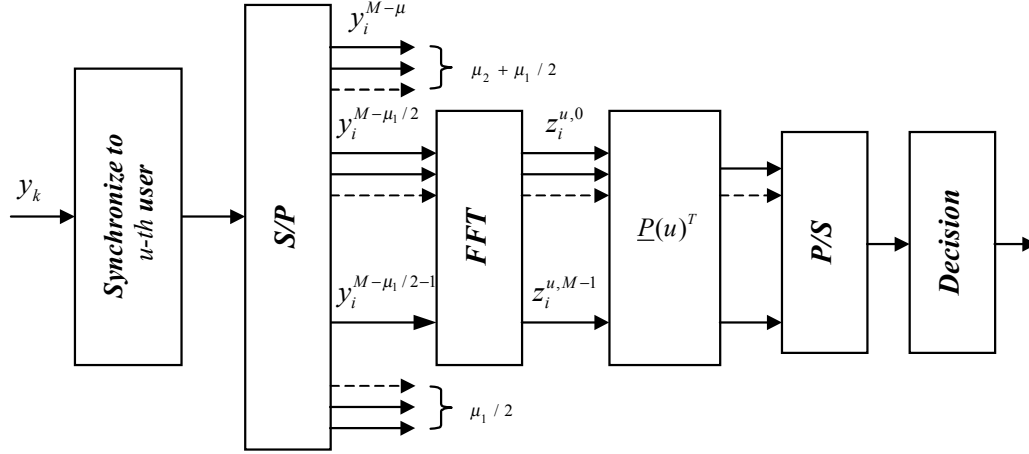 y_i^{M−μ}
μ_2 + μ_1 / 2
y_i^{M−μ_1/2}
z_i^{u,0}
y_k
Synchronize to
u-th user
S/P
FFT
P(u)^T
P/S
Decision
y_i^{M−μ_1/2−1}
z_i^{u,M−1}
μ_1 / 2